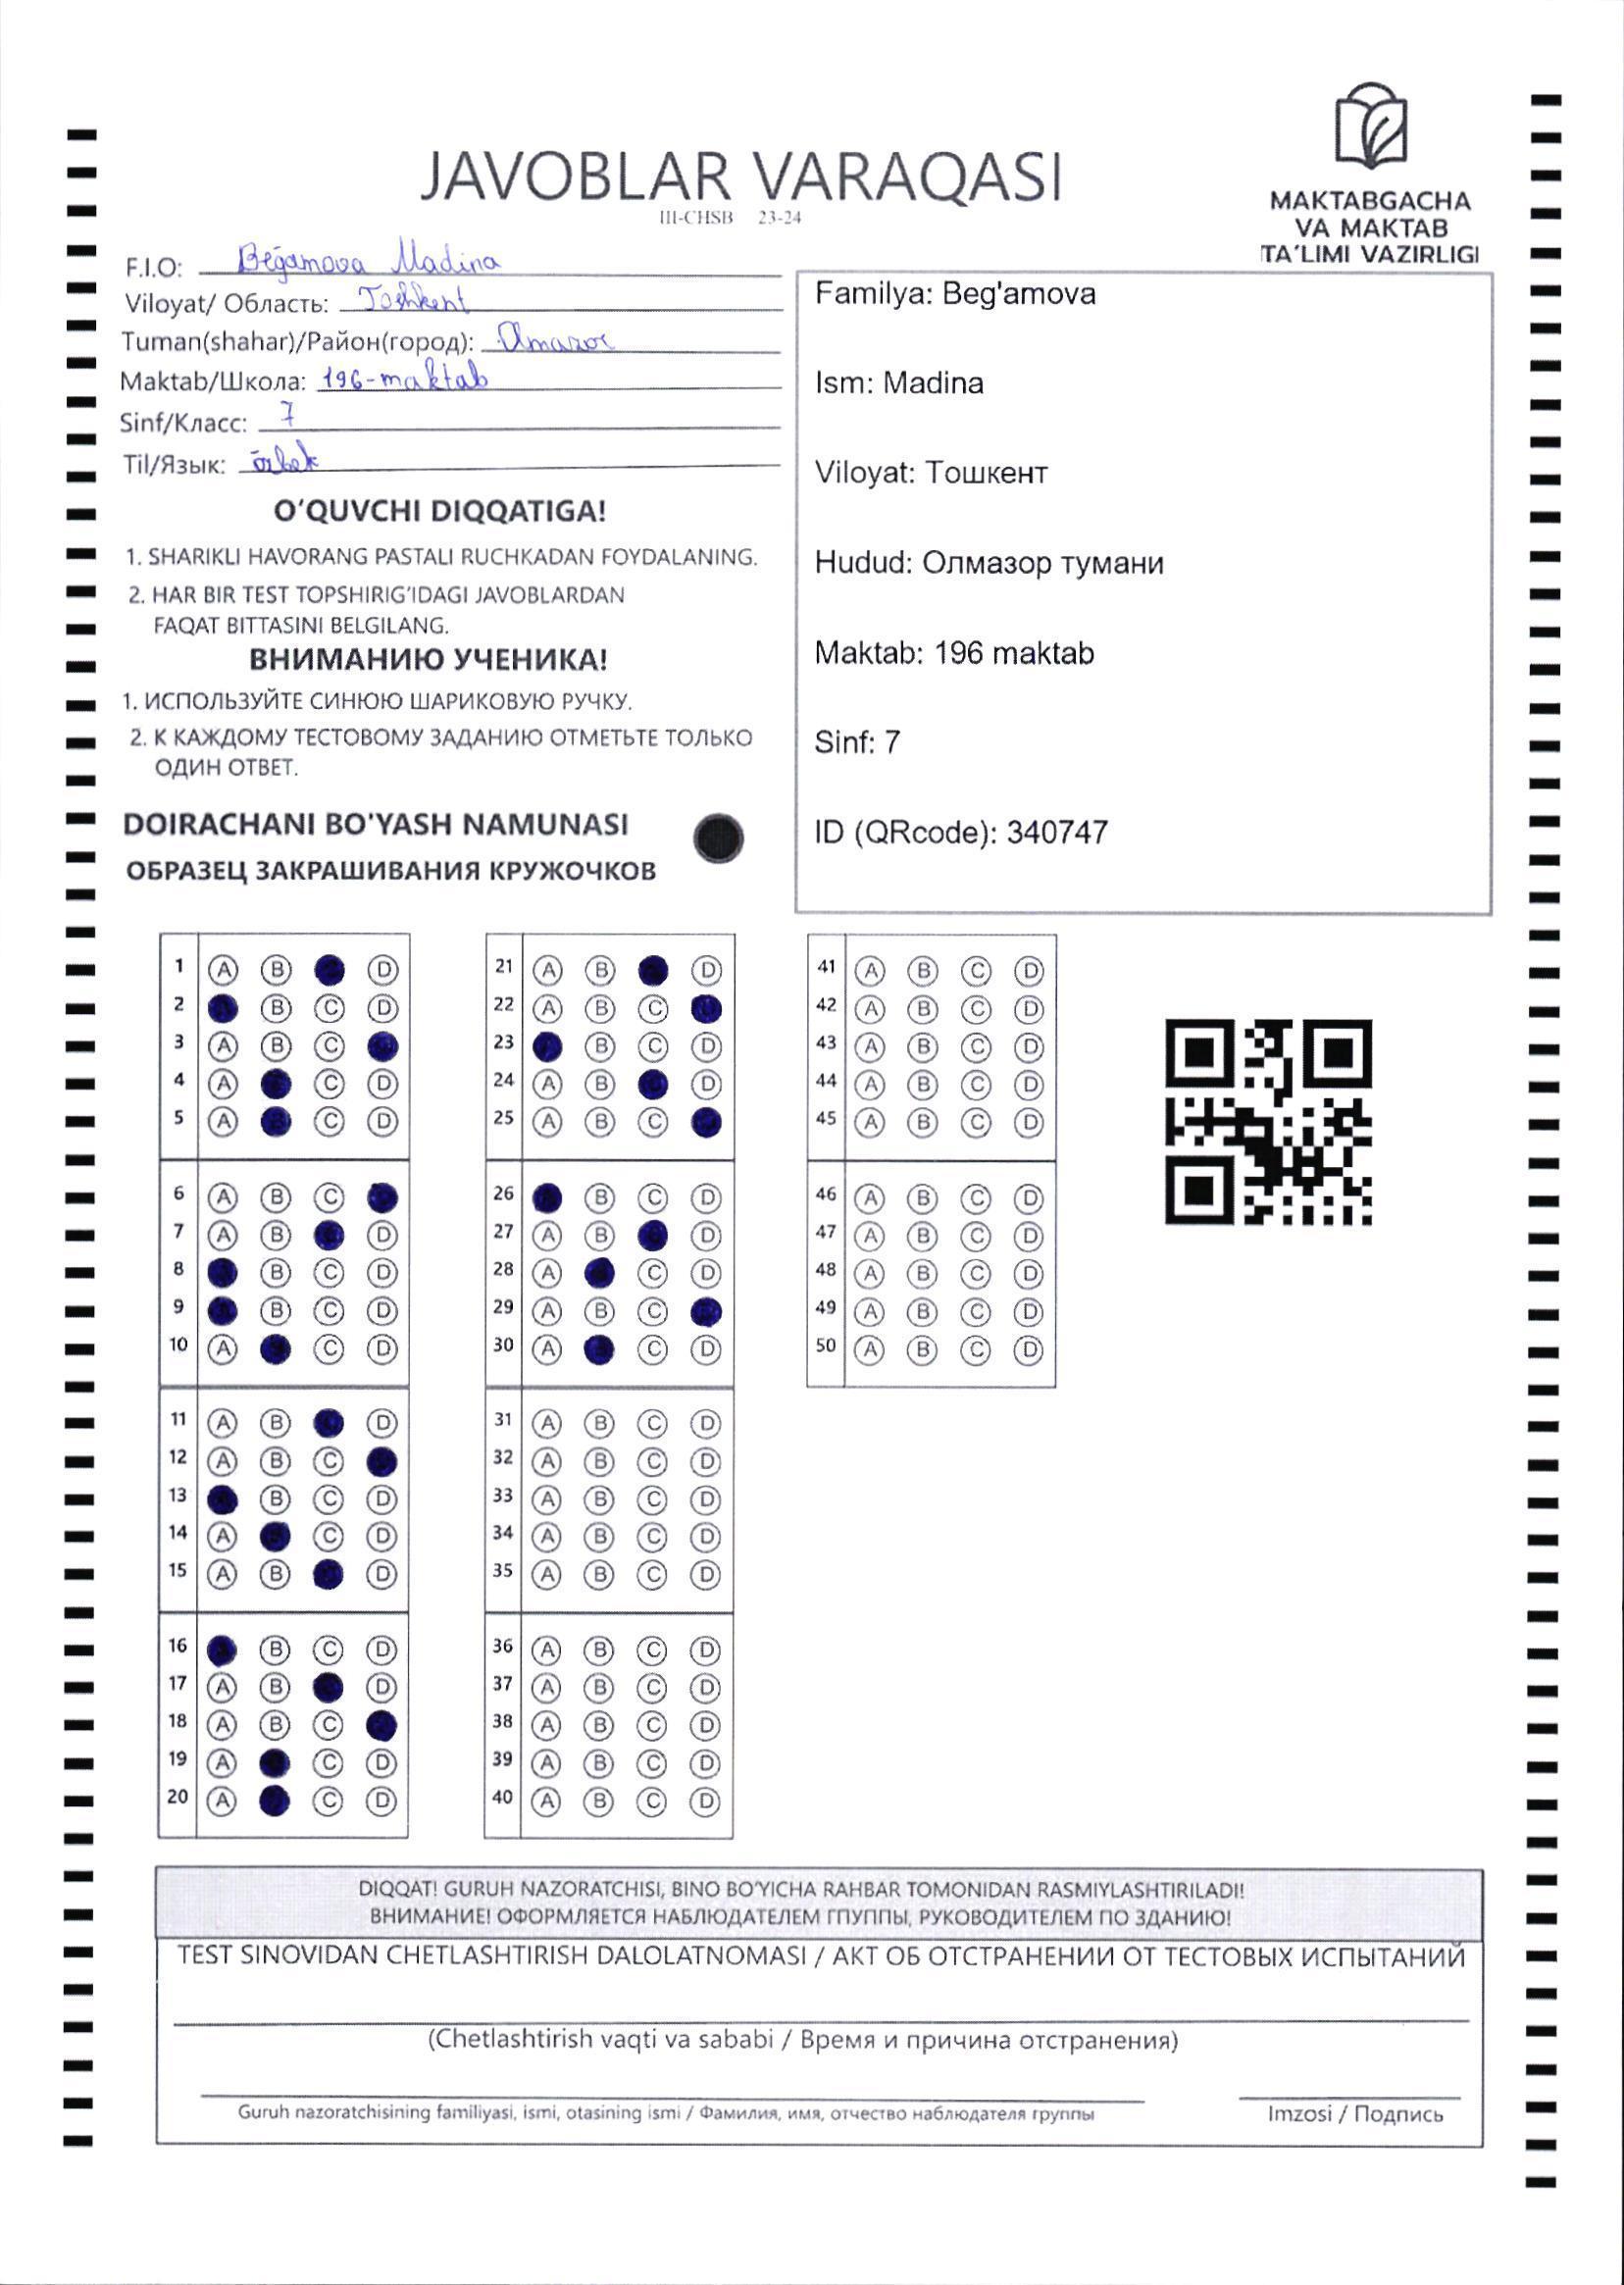 JAVOBLAR VARAQASI
III-CHSB 23-24
MAKTABGACHA
VA MAKTAB
TA'LIMI VAZIRLIGI
F.I.O: Beğamova Madina
Viloyat/ Область: Toshkent
Tuman(shahar)/Район(город): Olmazor
Maktab/Школа: 196-maktab
Sinf/Класс: 7
Til/Язык: özbek
O'QUVCHI DIQQATIGA!
1. SHARIKLI HAVORANG PASTALI RUCHKADAN FOYDALANING.
2. HAR BIR TEST TOPSHIRIG'IDAGI JAVOBLARDAN
FAQAT BITTASINI BELGILANG.
ВНИМАНИЮ УЧЕНИКА!
1. ИСПОЛЬЗУЙТЕ СИНЮЮ ШАРИКОВУЮ РУЧКУ.
2. К КАЖДОМУ ТЕСТОВОМУ ЗАДАНИЮ ОТМЕТЬТЕ ТОЛЬКО
ОДИН ОТВЕТ.
DOIRACHANI BO'YASH NAMUNASI
ОБРАЗЕЦ ЗАКРАШИВАНИЯ КРУЖОЧКОВ
Familya: Beg'amova
Ism: Madina
Viloyat: Тошкент
Hudud: Олмазор тумани
Maktab: 196 maktab
Sinf: 7
ID (QRcode): 340747
1 A B D
2 B C D
3 A B C
4 A C D
5 A C D
6 A B C
7 A B D
8 B C D
9 B C D
10 A C D
11 A B D
12 A B C
13 B C D
14 A C D
15 A B D
16 B C D
17 A B D
18 A B C
19 A C D
20 A C D
21 A B D
22 A B C
23 B C D
24 A B D
25 A B C
26 B C D
27 A B D
28 A C D
29 A B C
30 A C D
31 A B C D
32 A B C D
33 A B C D
34 A B C D
35 A B C D
36 A B C D
37 A B C D
38 A B C D
39 A B C D
40 A B C D
41 A B C D
42 A B C D
43 A B C D
44 A B C D
45 A B C D
46 A B C D
47 A B C D
48 A B C D
49 A B C D
50 A B C D
DIQQAT! GURUH NAZORATCHISI, BINO BO'YICHA RAHBAR TOMONIDAN RASMIYLASHTIRILADI!
ВНИМАНИЕ! ОФОРМЛЯЕТСЯ НАБЛЮДАТЕЛЕМ ГПУППЫ, РУКОВОДИТЕЛЕМ ПО ЗДАНИЮ!
TEST SINOVIDAN CHETLASHTIRISH DALOLATNOMASI / АКТ ОБ ОТСТРАНЕНИИ ОТ ТЕСТОВЫХ ИСПЫТАНИЙ
(Chetlashtirish vaqti va sababi / Время и причина отстранения)
Guruh nazoratchisining familiyasi, ismi, otasining ismi / Фамилия, имя, отчество наблюдателя группы
Imzosi / Подпись